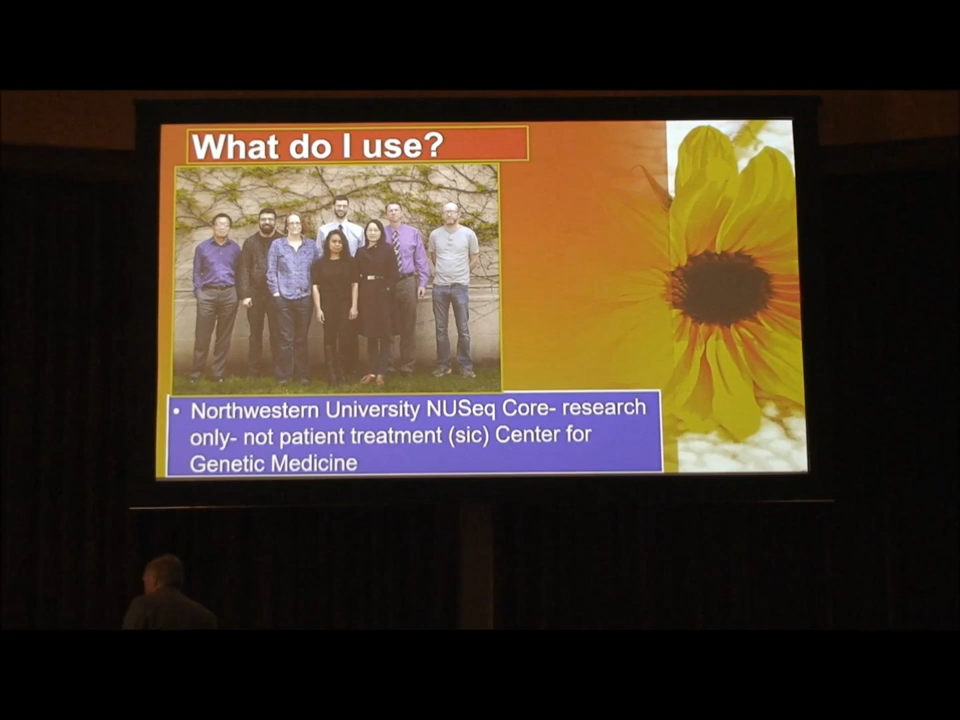 What do I use?
• Northwestern University NUSeq Core- research
only- not patient treatment (sic) Center for
Genetic Medicine